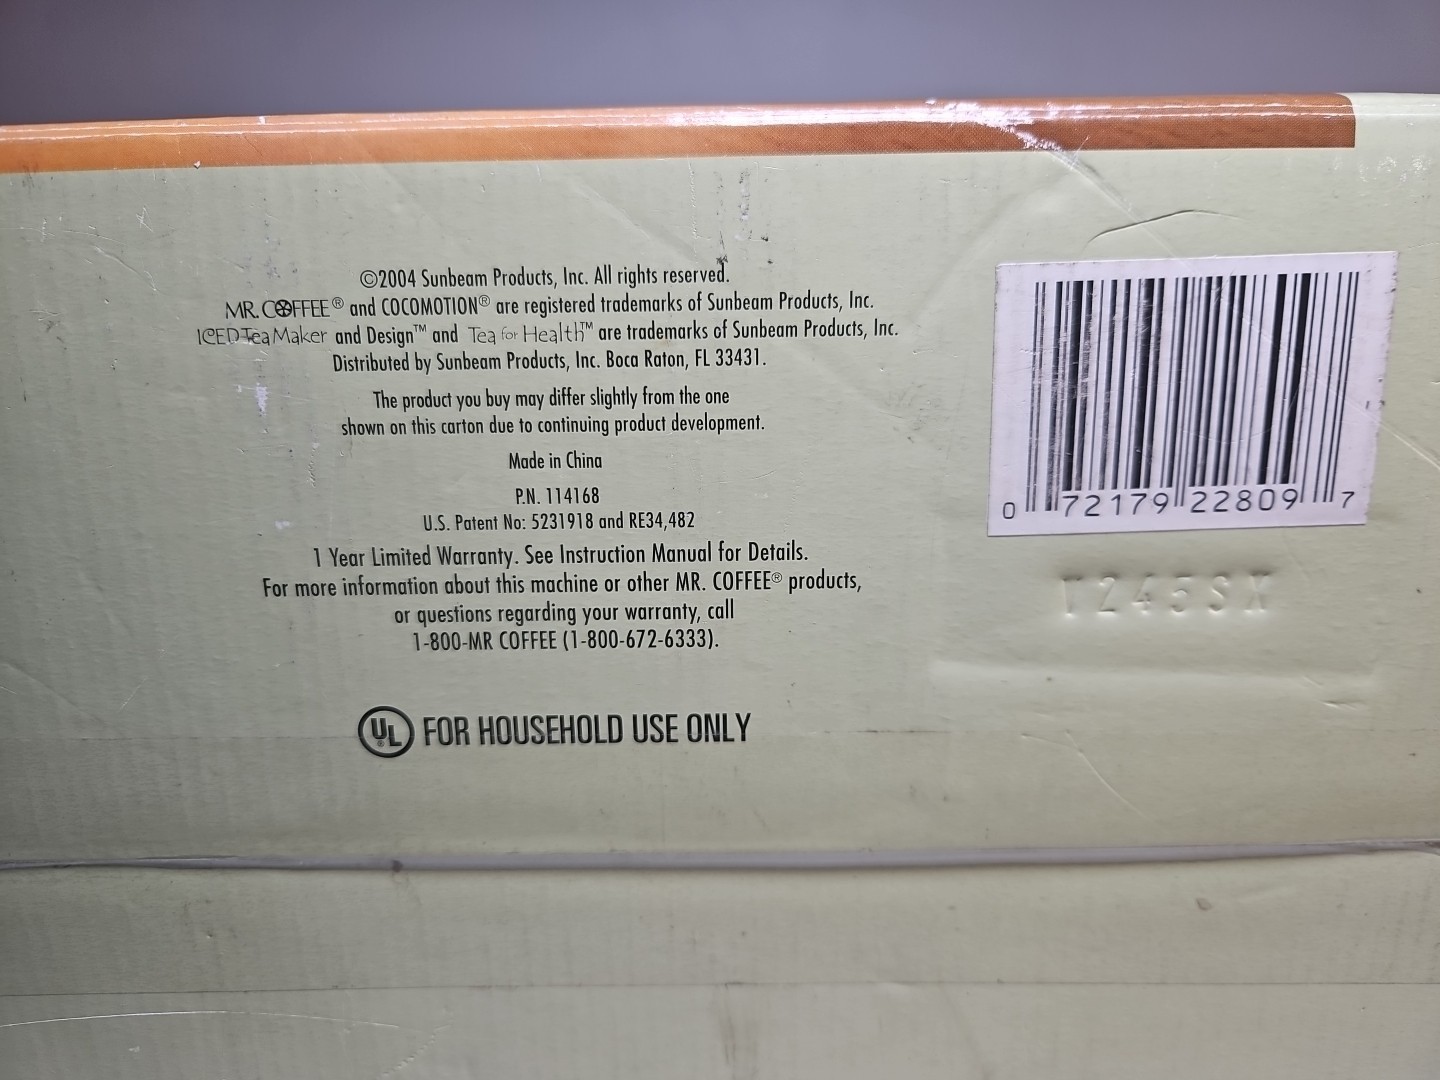 ©2004 Sunbeam Products, Inc. All rights reserved.
MR. COFFEE® and COCOMOTION® are registered trademarks of Sunbeam Products, Inc.
ICED Tea Maker and Design™ and Tea for Health™ are trademarks of Sunbeam Products, Inc.
Distributed by Sunbeam Products, Inc. Boca Raton, FL 33431.
The product you buy may differ slightly from the one
shown on this carton due to continuing product development.
Made in China
P.N. 114168
U.S. Patent No: 5231918 and RE34,482
1 Year Limited Warranty. See Instruction Manual for Details.
For more information about this machine or other MR. COFFEE® products,
or questions regarding your warranty, call
1-800-MR COFFEE (1-800-672-6333).
UL® FOR HOUSEHOLD USE ONLY
0 72179 22809 7